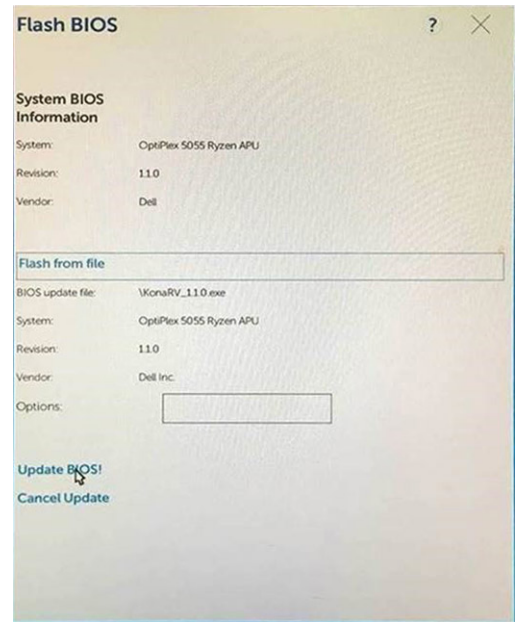 Flash BIOS ?
System BIOS
Information
System: OptiPlex 5055 Ryzen APU
Revision: 1.1.0
Vendor: Dell
Flash from file
BIOS update file: \KonaRV_1.1.0.exe
System: OptiPlex 5055 Ryzen APU
Revision: 1.1.0
Vendor: Dell Inc.
Options:
Update BIOS!
Cancel Update